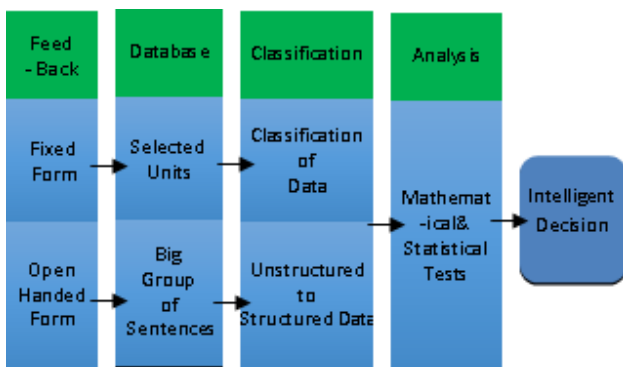 Feed
- Back
Database
Classification
Analysis
Fixed
Form
Selected
Units
Classification
of
Data
Mathemat
-ical&
Statistical
Tests
Intelligent
Decision
Open
Handed
Form
Big
Group
of
Sentences
Unstructured
to
Structured Data